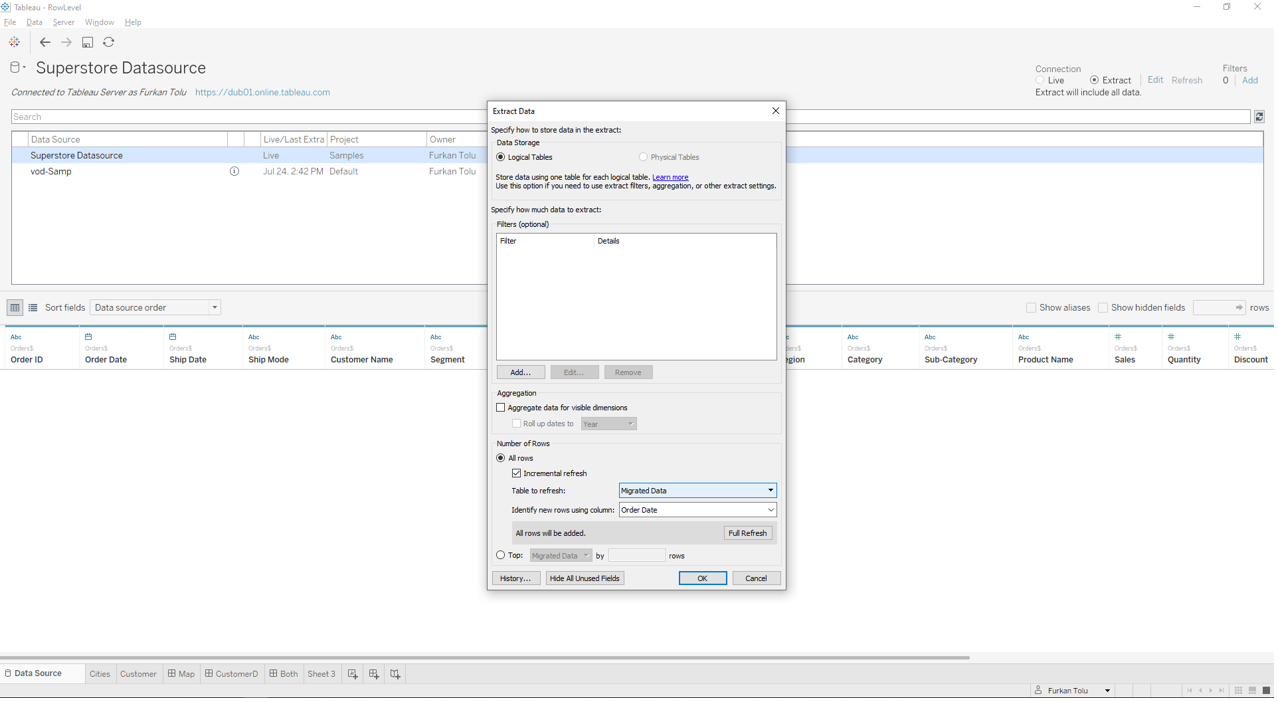 Tableau - RowLevel
File Data Server Window Help
Superstore Datasource
Connected to Tableau Server as Furkan Tolu https://dub01.online.tableau.com
Connection
Live Extract Edit Refresh
Extract will include all data.
Filters
0 Add
Search
Data Source Live/Last Extra Project Owner
Superstore Datasource Live Samples Furkan Tolu
vod-Samp Jul 24. 2:42 PM Default Furkan Tolu
Extract Data
Specify how to store data in the extract:
Data Storage
Logical Tables Physical Tables
Store data using one table for each logical table. Learn more
Use this option if you need to use extract filters, aggregation, or other extract settings.
Specify how much data to extract:
Filters (optional)
Filter Details
Add... Edit... Remove
Aggregation
Aggregate data for visible dimensions
Roll up dates to Year
Number of Rows
All rows
Incremental refresh
Table to refresh: Migrated Data
Identify new rows using column: Order Date
All rows will be added. Full Refresh
Top: Migrated Data by rows
History... Hide All Unused Fields OK Cancel
Sort fields Data source order Show aliases Show hidden fields rows
Abc Abc Abc Abc Abc Abc Abc # # #
Orders$ Orders$ Orders$ Orders$ Orders$ Orders$ Orders$ Orders$ Orders$ Orders$ Orders$ Orders$
Order ID Order Date Ship Date Ship Mode Customer Name Segment egion Category Sub-Category Product Name Sales Quantity Discount
Data Source Cities Customer Map CustomerD Both Sheet 3
Furkan Tolu